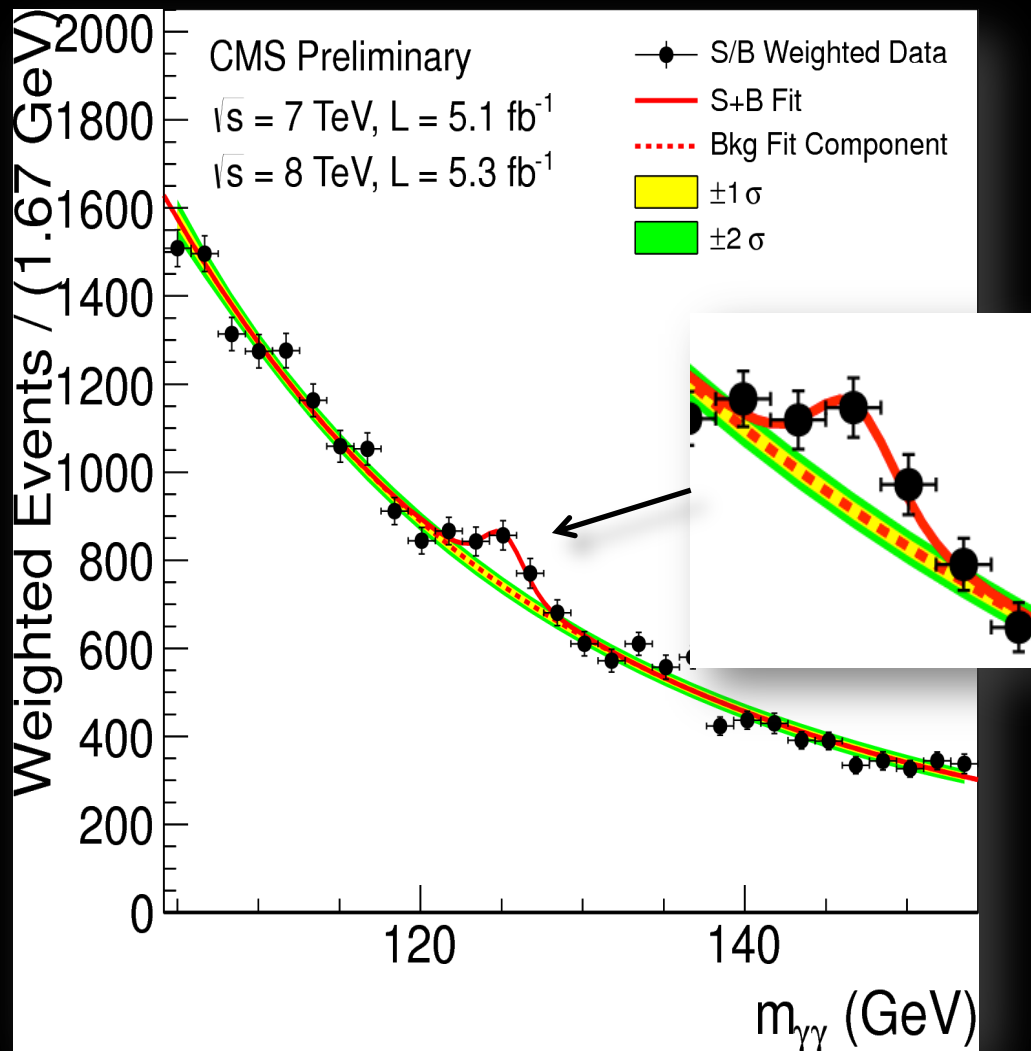 Weighted Events / (1.67 GeV)
2000
1800
1600
1400
1200
1000
800
600
400
200
0
CMS Preliminary
√s = 7 TeV, L = 5.1 fb⁻¹
√s = 8 TeV, L = 5.3 fb⁻¹
S/B Weighted Data
S+B Fit
Bkg Fit Component
±1 σ
±2 σ
120 140
mγγ (GeV)